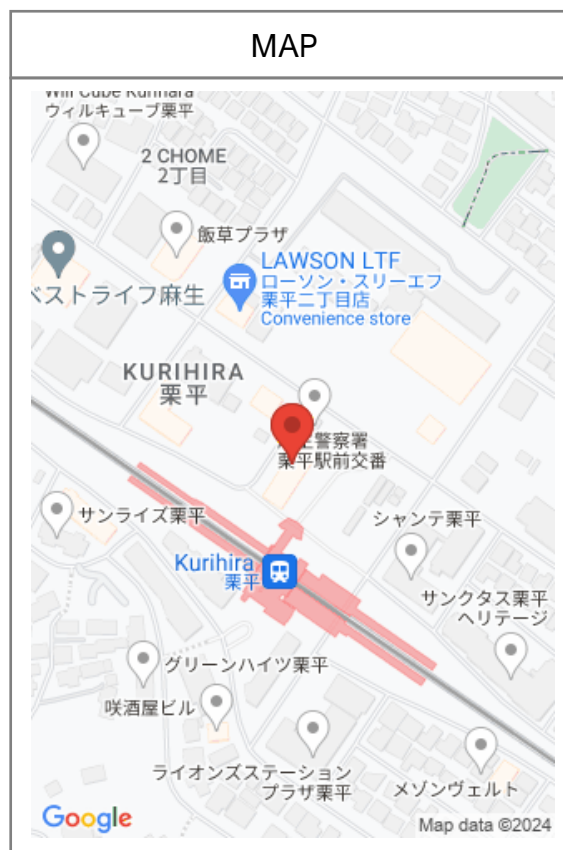 MAP
ウィルキューブ栗平
2 CHOME
2丁目
飯草プラザ
LAWSON LTF
ローソン・スリーエフ
栗平二丁目店
Convenience store
ベストライフ麻生
KURIHIRA
栗平
王警察署
栗平駅前交番
サンライズ栗平
シャンテ栗平
Kurihira
栗平
サンクタス栗平
ヘリテージ
グリーンハイツ栗平
咲酒屋ビル
ライオンズステーション
プラザ栗平
メゾンヴェルト
Google
Map data ©2024